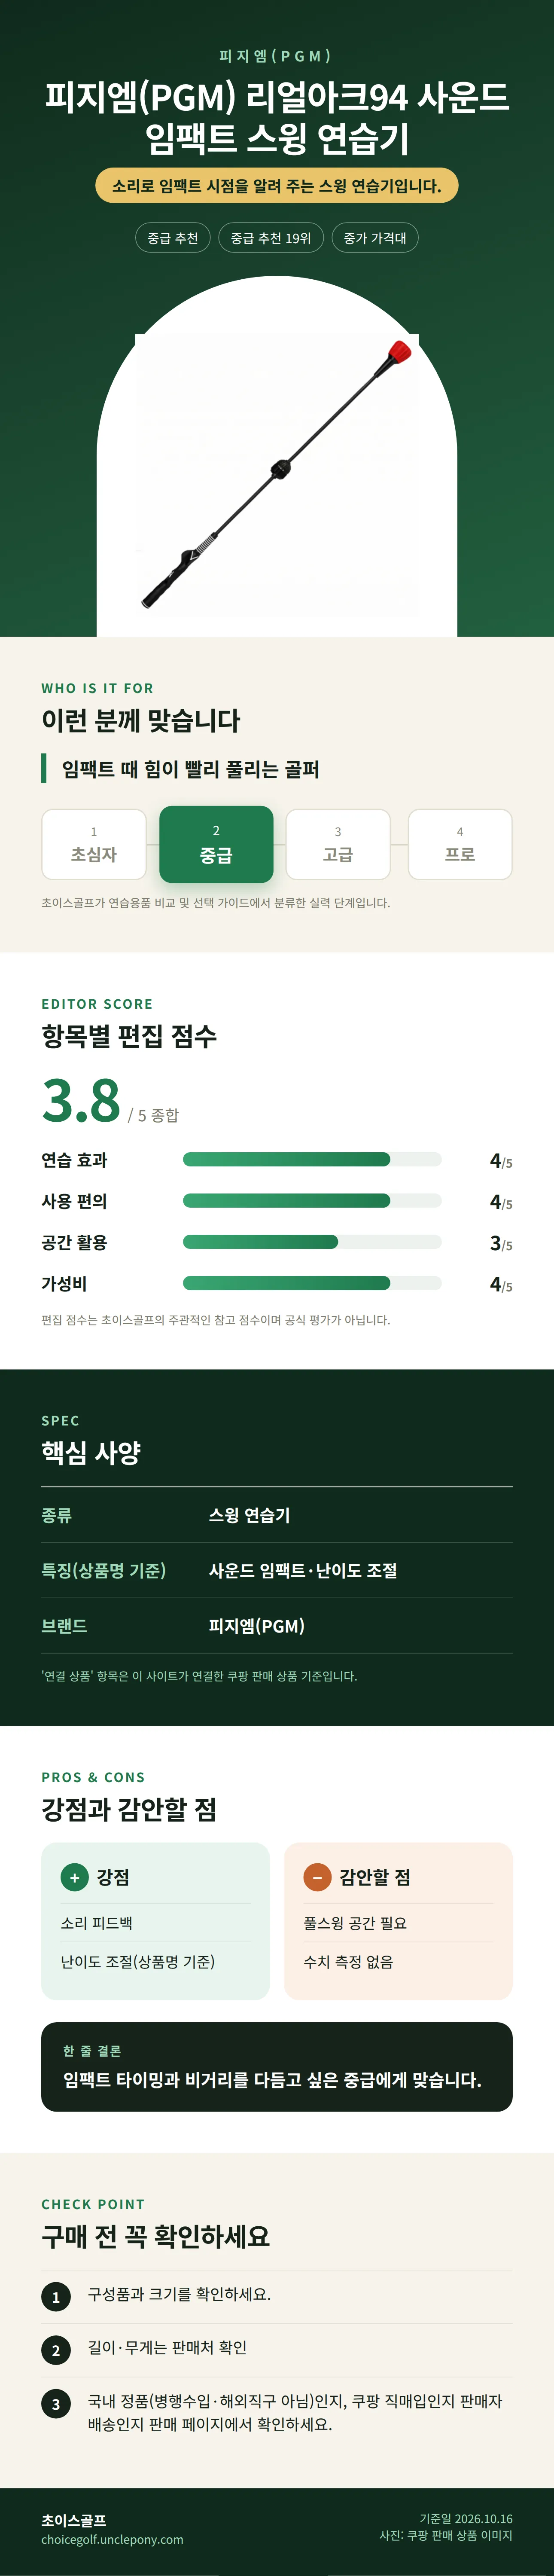 피지엠(PGM)
피지엠(PGM) 리얼아크94 사운드
임팩트 스윙 연습기
소리로 임팩트 시점을 알려 주는 스윙 연습기입니다.
중급 추천
중급 추천 19위
중가 가격대
WHO IS IT FOR
이런 분께 맞습니다
임팩트 때 힘이 빨리 풀리는 골퍼
1
초심자
2
중급
3
고급
4
프로
초이스골프가 연습용품 비교 및 선택 가이드에서 분류한 실력 단계입니다.
EDITOR SCORE
항목별 편집 점수
3.8 / 5 종합
연습 효과 4/5
사용 편의 4/5
공간 활용 3/5
가성비 4/5
편집 점수는 초이스골프의 주관적인 참고 점수이며 공식 평가가 아닙니다.
SPEC
핵심 사양
종류 스윙 연습기
특징(상품명 기준) 사운드 임팩트·난이도 조절
브랜드 피지엠(PGM)
'연결 상품' 항목은 이 사이트가 연결한 쿠팡 판매 상품 기준입니다.
PROS & CONS
강점과 감안할 점
+ 강점
소리 피드백
난이도 조절(상품명 기준)
− 감안할 점
풀스윙 공간 필요
수치 측정 없음
한 줄 결론
임팩트 타이밍과 비거리를 다듬고 싶은 중급에게 맞습니다.
CHECK POINT
구매 전 꼭 확인하세요
1 구성품과 크기를 확인하세요.
2 길이·무게는 판매처 확인
3 국내 정품(병행수입·해외직구 아님)인지, 쿠팡 직매입인지 판매자
배송인지 판매 페이지에서 확인하세요.
초이스골프
choicegolf.unclepony.com
기준일 2026.10.16
사진: 쿠팡 판매 상품 이미지